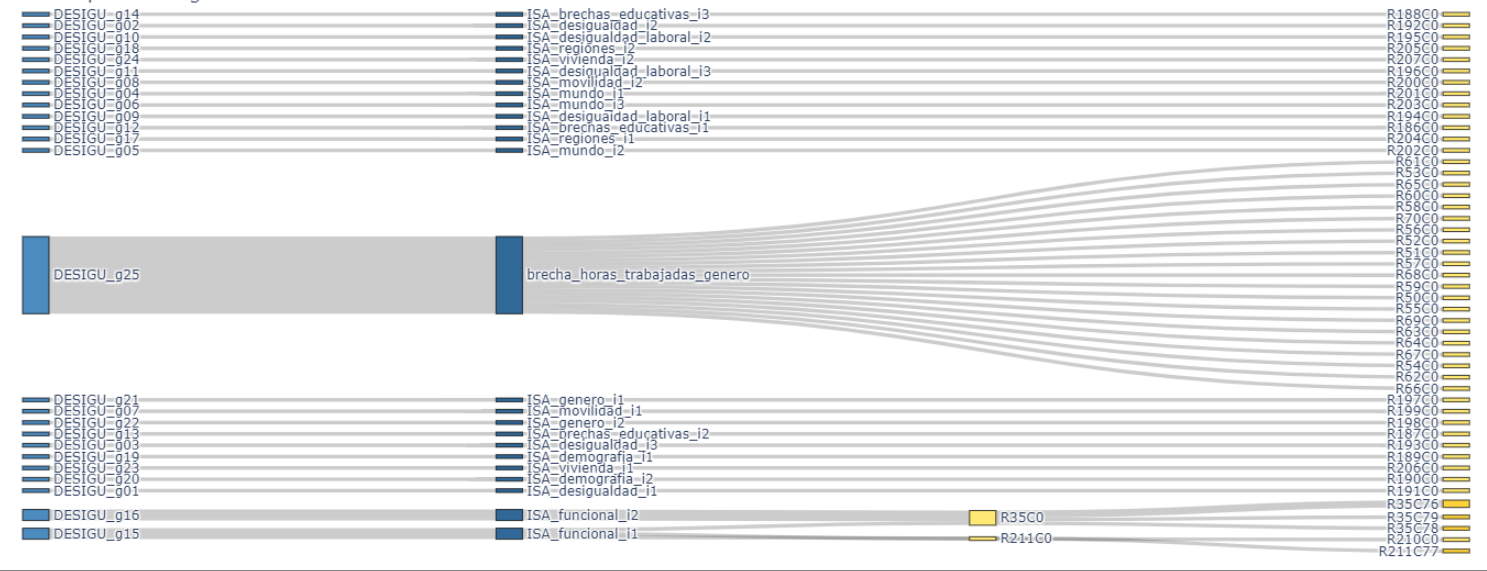 DESIGU_g14 ISA_brechas_educativas_i3 R188C0
DESIGU_g02 ISA_desigualdad_i2 R192C0
DESIGU_g10 ISA_desigualdad_laboral_i2 R195C0
DESIGU_g18 ISA_regiones_i2 R205C0
DESIGU_g24 ISA_vivienda_i2 R207C0
DESIGU_g11 ISA_desigualdad_laboral_i3 R196C0
DESIGU_g08 ISA_movilidad_i2 R200C0
DESIGU_g04 ISA_mundo_i1 R201C0
DESIGU_g06 ISA_mundo_i3 R203C0
DESIGU_g09 ISA_desigualdad_laboral_i1 R194C0
DESIGU_g12 ISA_brechas_educativas_i1 R186C0
DESIGU_g17 ISA_regiones_i1 R204C0
DESIGU_g05 ISA_mundo_i2 R202C0
R61C0
R53C0
R65C0
R60C0
R58C0
R70C0
R56C0
R52C0
R51C0
R57C0
DESIGU_g25 brecha_horas_trabajadas_genero R68C0
R59C0
R50C0
R55C0
R69C0
R63C0
R64C0
R67C0
R54C0
R62C0
R66C0
DESIGU_g21 ISA_genero_i1 R197C0
DESIGU_g07 ISA_movilidad_i1 R199C0
DESIGU_g22 ISA_genero_i2 R198C0
DESIGU_g13 ISA_brechas_educativas_i2 R187C0
DESIGU_g03 ISA_desigualdad_i3 R193C0
DESIGU_g19 ISA_demografia_i1 R189C0
DESIGU_g23 ISA_vivienda_i1 R206C0
DESIGU_g20 ISA_demografia_i2 R190C0
DESIGU_g01 ISA_desigualdad_i1 R191C0
R35C76
DESIGU_g16 ISA_funcional_i2 R35C0 R35C79
R35C78
DESIGU_g15 ISA_funcional_i1 R211C0 R210C0
R211C77